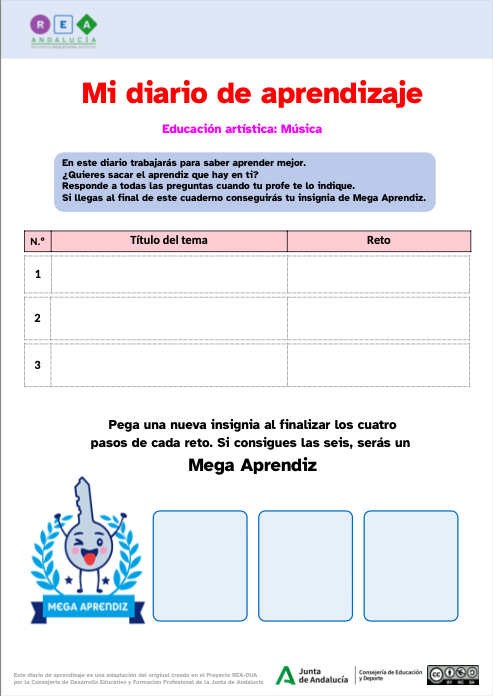 R E A
ANDALUCÍA
Mi diario de aprendizaje
Educación artística: Música
En este diario trabajarás para saber aprender mejor.
¿Quieres sacar el aprendiz que hay en ti?
Responde a todas las preguntas cuando tu profe te lo indique.
Si llegas al final de este cuaderno conseguirás tu insignia de Mega Aprendiz.
N.º Título del tema Reto
1
2
3
Pega una nueva insignia al finalizar los cuatro
pasos de cada reto. Si consigues las seis, serás un
Mega Aprendiz
MEGA APRENDIZ
Este diario de aprendizaje es una adaptación del original creado en el Proyecto REA-DUA
por la Consejería de Desarrollo Educativo y Formación Profesional de la Junta de Andalucía
Junta
de Andalucía
Consejería de Educación
y Deporte
cc
BY NC SA